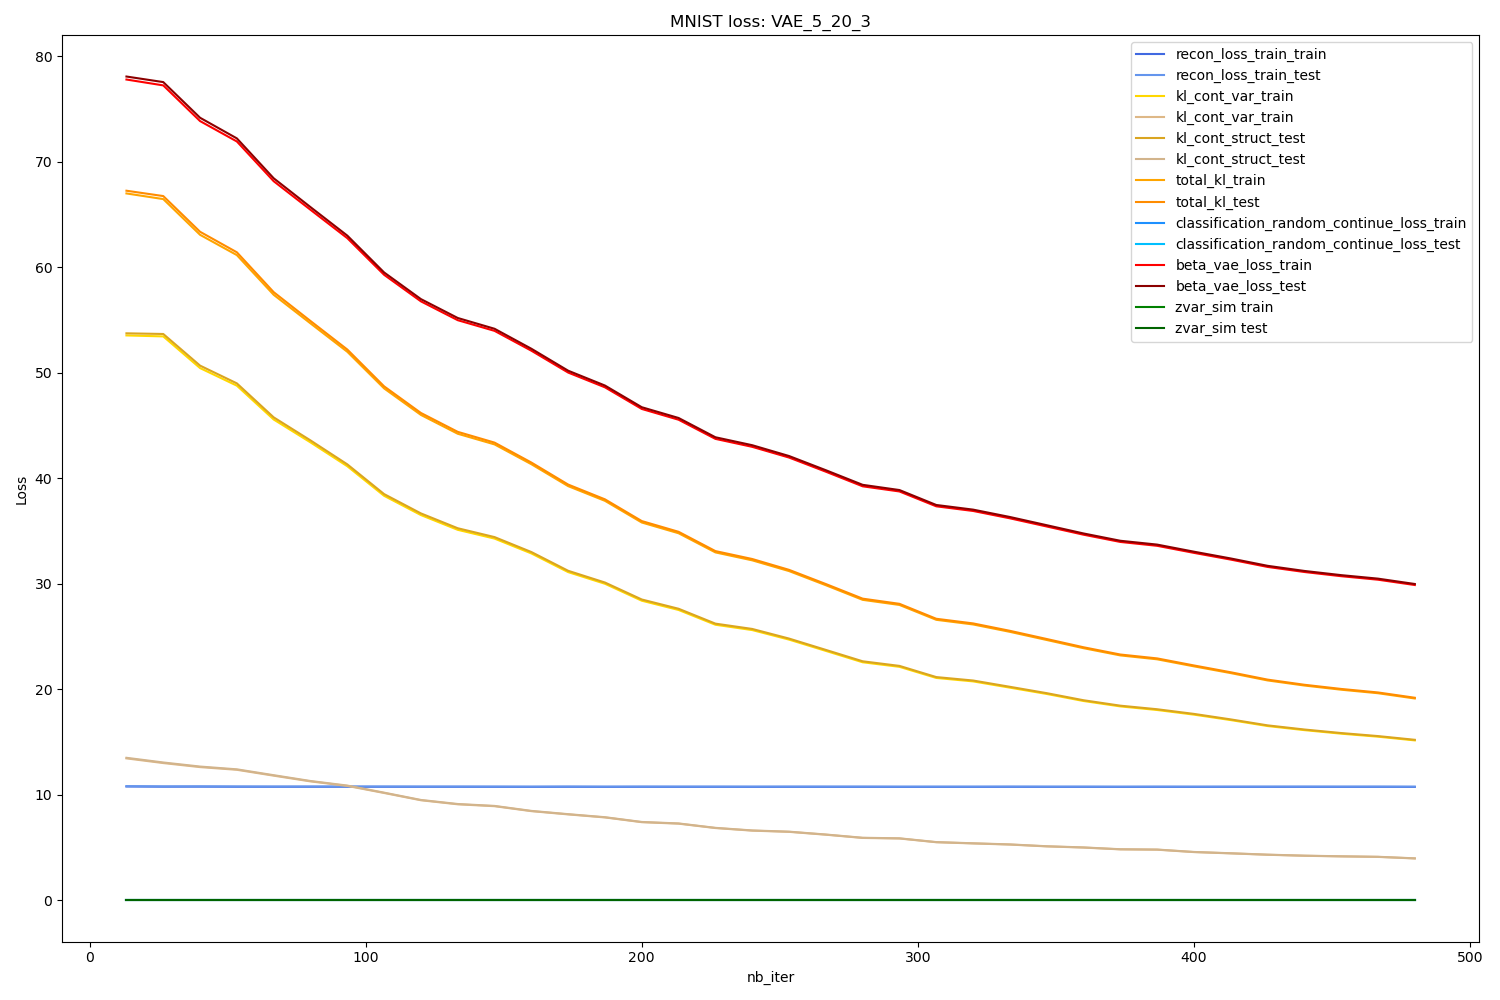 MNIST loss: VAE_5_20_3
recon_loss_train_train
recon_loss_train_test
kl_cont_var_train
kl_cont_var_train
kl_cont_struct_test
kl_cont_struct_test
total_kl_train
total_kl_test
classification_random_continue_loss_train
classification_random_continue_loss_test
beta_vae_loss_train
beta_vae_loss_test
zvar_sim train
zvar_sim test
80
70
60
50
40
30
20
10
0
Loss
0 100 200 300 400 500
nb_iter